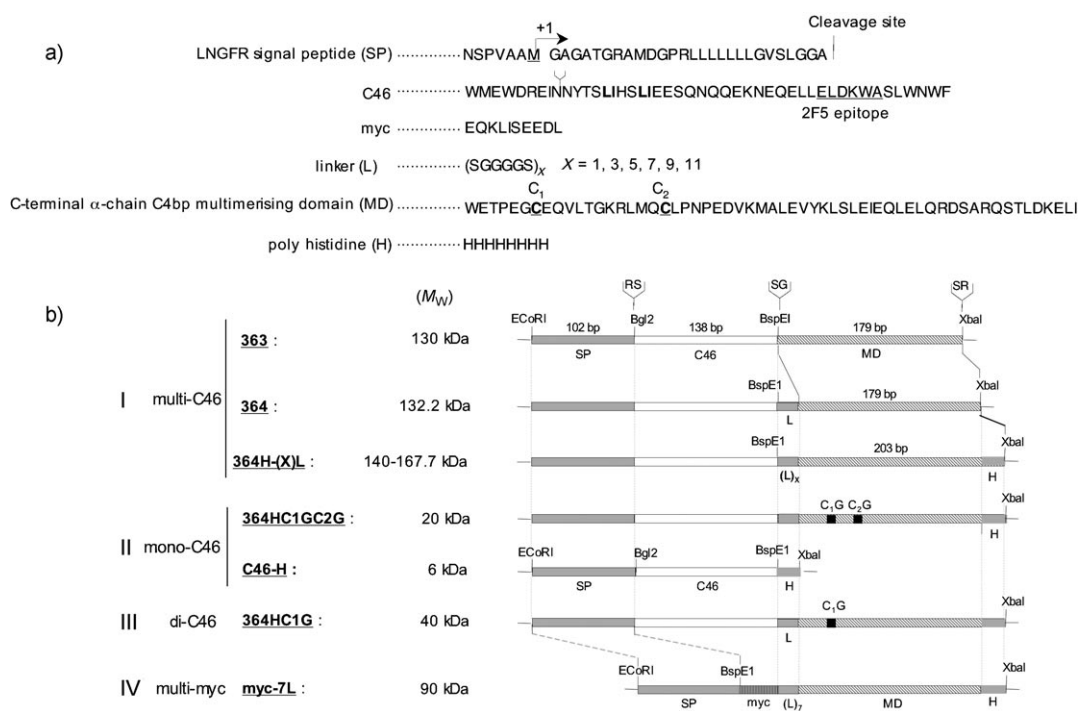 a)
+1
Cleavage site
LNGFR signal peptide (SP) ············ NSPVAAM GAGATGRAMDGPRLLLLLLLGVSLGGA
C46 ············ WMEWDREINNYTSLIHSLIEESQNQQEKNEQELLELDKWASLWNWF
2F5 epitope
myc ············ EQKLISEEDL
linker (L) ············ (SGGGGS)X X = 1, 3, 5, 7, 9, 11
C1 C2
C-terminal α-chain C4bp multimerising domain (MD) ············ WETPEGCEQVLTGKRLMQCLPNPEDVKMALEVYKLSLEIEQLELQRDSARQSTLDKELI
poly histidine (H) ············ HHHHHHHH
b)
(MW)
RS SG SR
ECoRI Bgl2 BspEI XbaI
363 : 130 kDa 102 bp 138 bp 179 bp
SP C46 MD
I multi-C46
BspE1 XbaI
364 : 132.2 kDa 179 bp
L
BspE1 XbaI
364H-(X)L : 140-167.7 kDa 203 bp
(L)X H
XbaI
364HC1GC2G : 20 kDa C1G C2G
H
II mono-C46
ECoRI Bgl2 BspE1 XbaI
C46-H : 6 kDa
SP C46 H
XbaI
III di-C46 364HC1G : 40 kDa C1G
L
ECoRI BspE1 XbaI
IV multi-myc myc-7L : 90 kDa
SP myc (L)7 MD H